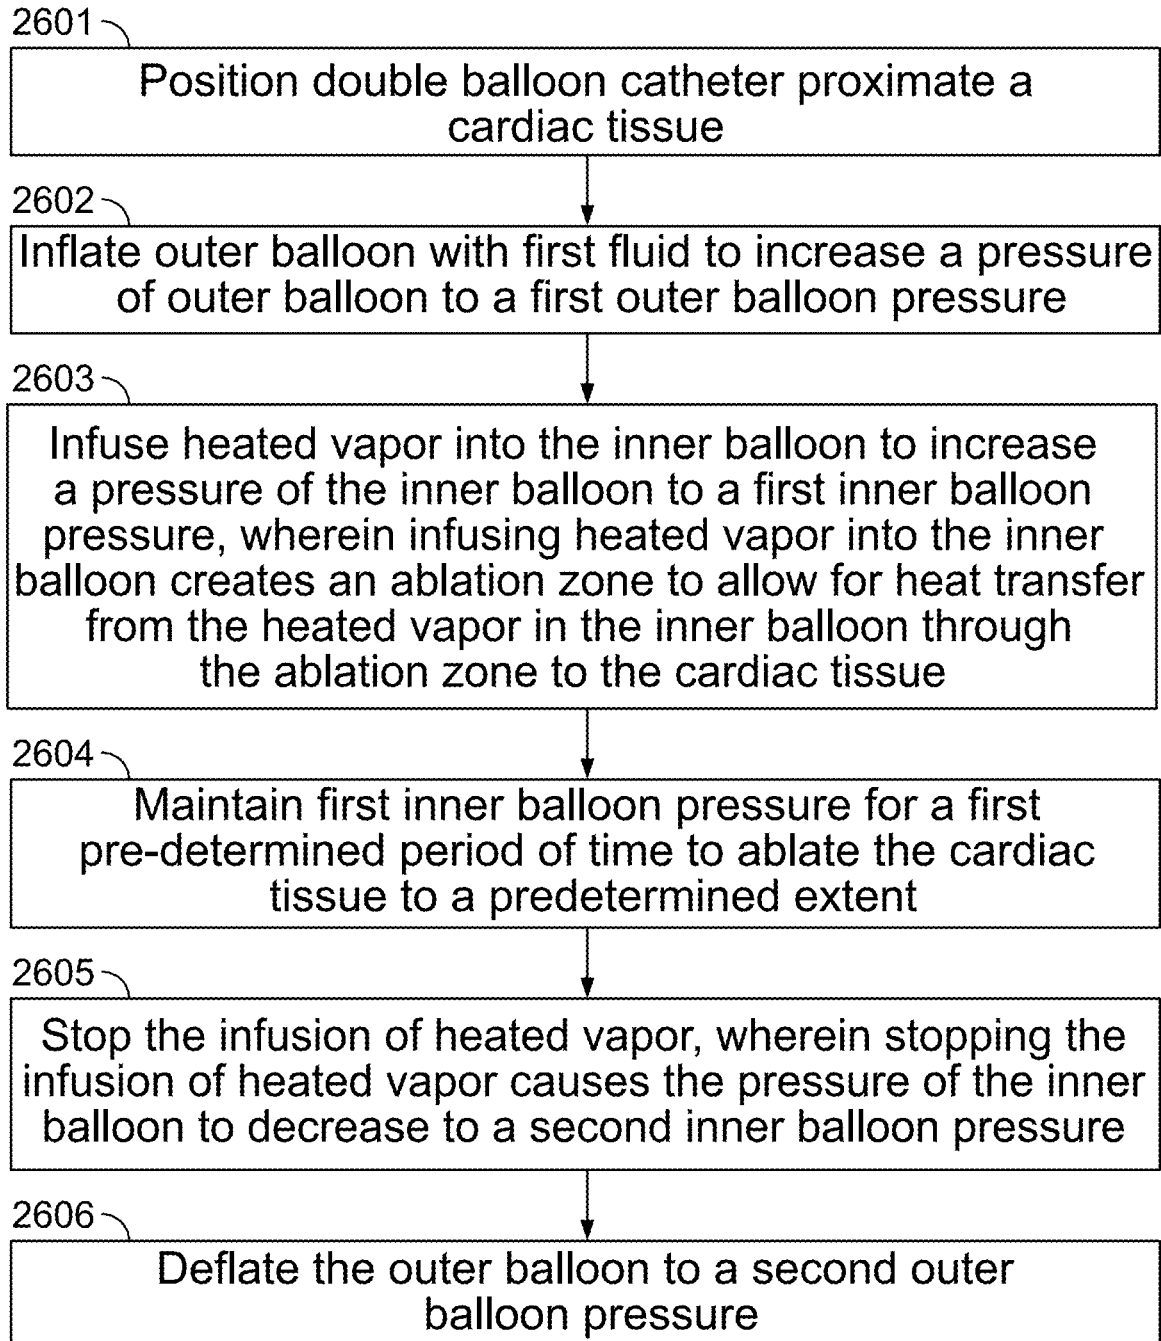 2601
Position double balloon catheter proximate a
cardiac tissue
2602
Inflate outer balloon with first fluid to increase a pressure
of outer balloon to a first outer balloon pressure
2603
Infuse heated vapor into the inner balloon to increase
a pressure of the inner balloon to a first inner balloon
pressure, wherein infusing heated vapor into the inner
balloon creates an ablation zone to allow for heat transfer
from the heated vapor in the inner balloon through
the ablation zone to the cardiac tissue
2604
Maintain first inner balloon pressure for a first
pre-determined period of time to ablate the cardiac
tissue to a predetermined extent
2605
Stop the infusion of heated vapor, wherein stopping the
infusion of heated vapor causes the pressure of the inner
balloon to decrease to a second inner balloon pressure
2606
Deflate the outer balloon to a second outer
balloon pressure